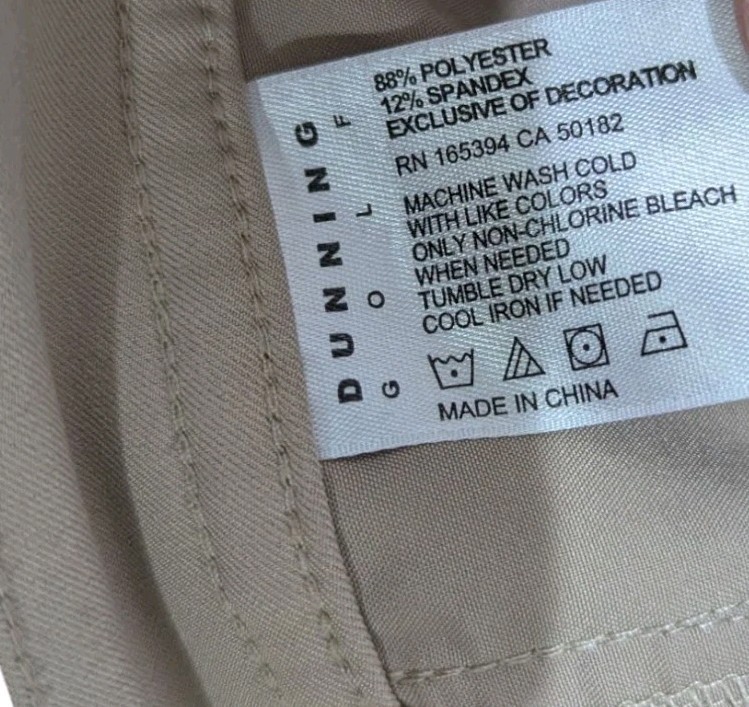 DUNNING
GOLF
88% POLYESTER
12% SPANDEX
EXCLUSIVE OF DECORATION
RN 165394 CA 50182
MACHINE WASH COLD
WITH LIKE COLORS
ONLY NON-CHLORINE BLEACH
WHEN NEEDED
TUMBLE DRY LOW
COOL IRON IF NEEDED
MADE IN CHINA